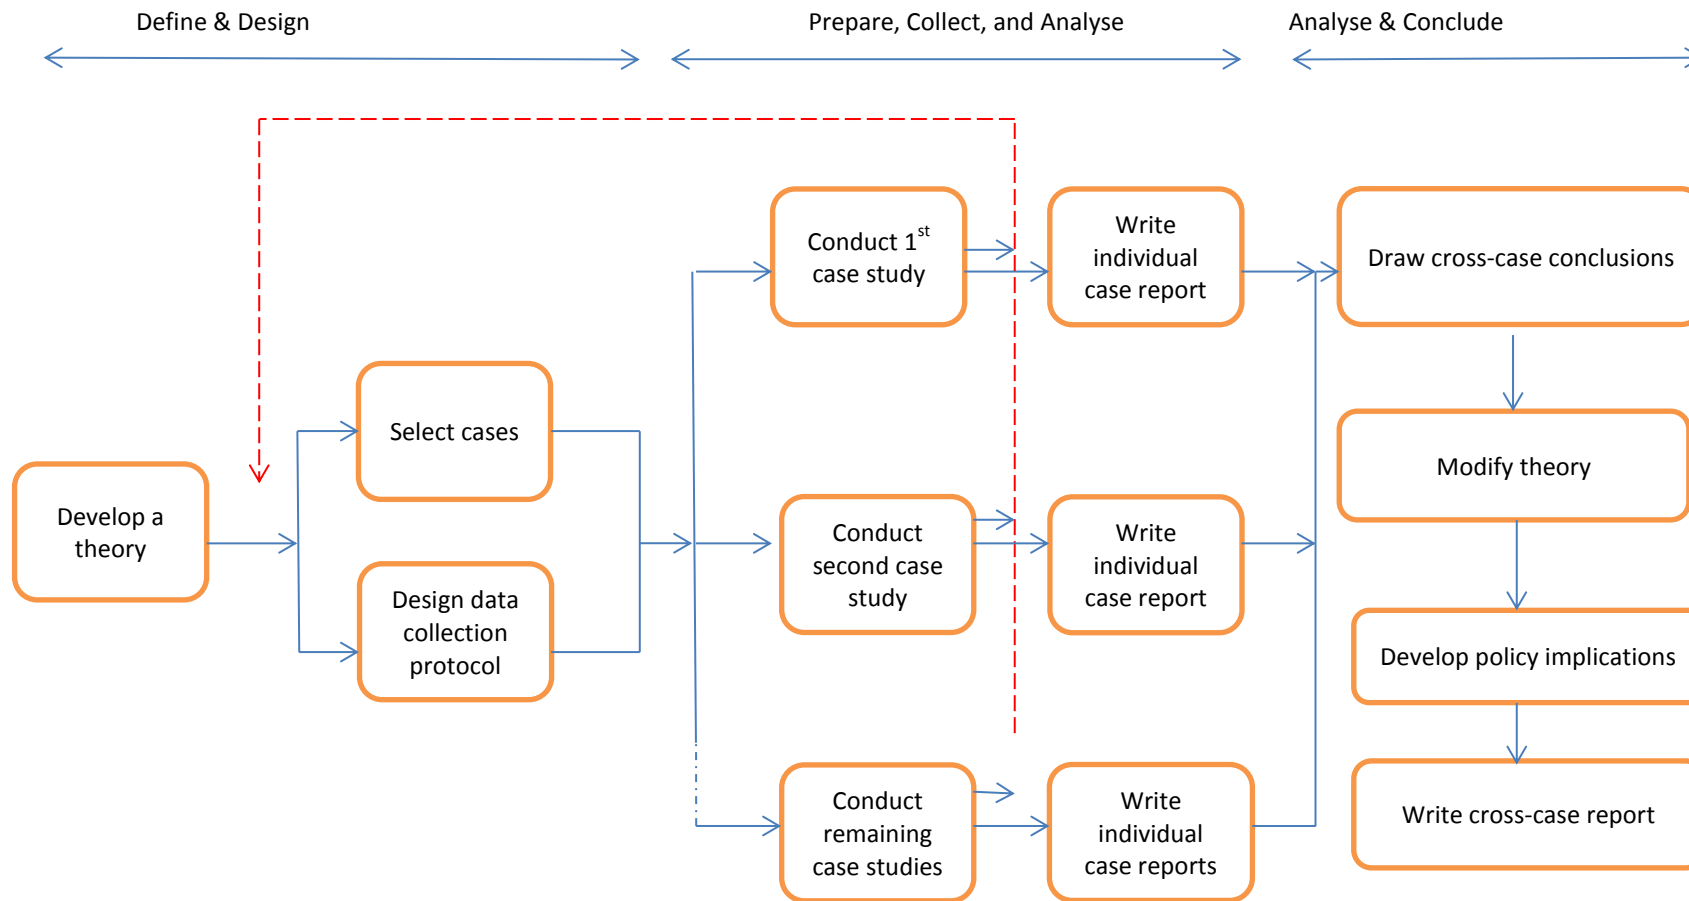 Define & Design
Prepare, Collect, and Analyse
Analyse & Conclude
Develop a
theory
Select cases
Design data
collection
protocol
Conduct 1st
case study
Write
individual
case report
Conduct
second case
study
Write
individual
case report
Conduct
remaining
case studies
Write
individual
case reports
Draw cross-case conclusions
Modify theory
Develop policy implications
Write cross-case report